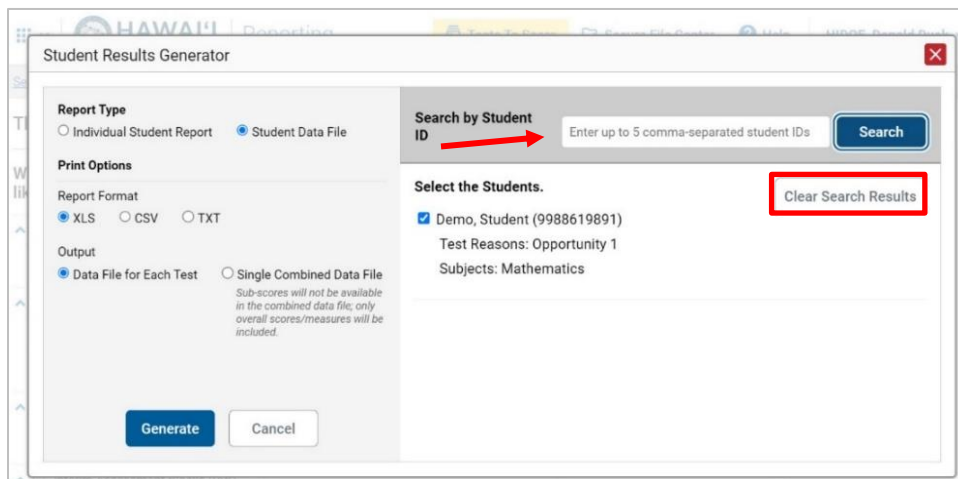 HAWAI'I Reporting
Student Results Generator
Report Type
Individual Student Report Student Data File
Print Options
Report Format
XLS CSV TXT
Output
Data File for Each Test Single Combined Data File
Sub-scores will not be available
in the combined data file; only
overall scores/measures will be
included.
Generate Cancel
Search by Student
ID
Enter up to 5 comma-separated student IDs
Search
Select the Students.
Clear Search Results
Demo, Student (9988619891)
Test Reasons: Opportunity 1
Subjects: Mathematics